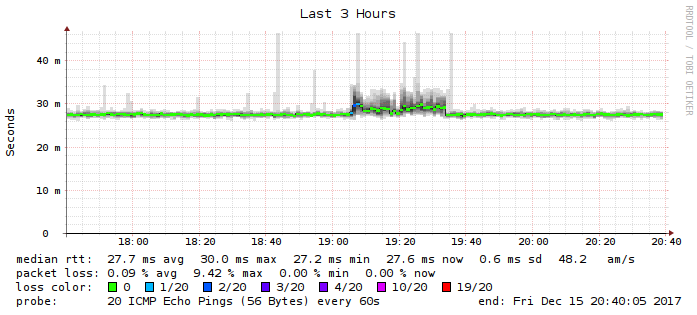 Last 3 Hours
RRDTOOL / TOBI OETIKER
Seconds
40 m
30 m
20 m
10 m
0
18:00 18:20 18:40 19:00 19:20 19:40 20:00 20:20 20:40
median rtt: 27.7 ms avg 30.0 ms max 27.2 ms min 27.6 ms now 0.6 ms sd 48.2 am/s
packet loss: 0.09 % avg 9.42 % max 0.00 % min 0.00 % now
loss color: 0 1/20 2/20 3/20 4/20 10/20 19/20
probe: 20 ICMP Echo Pings (56 Bytes) every 60s end: Fri Dec 15 20:40:05 2017